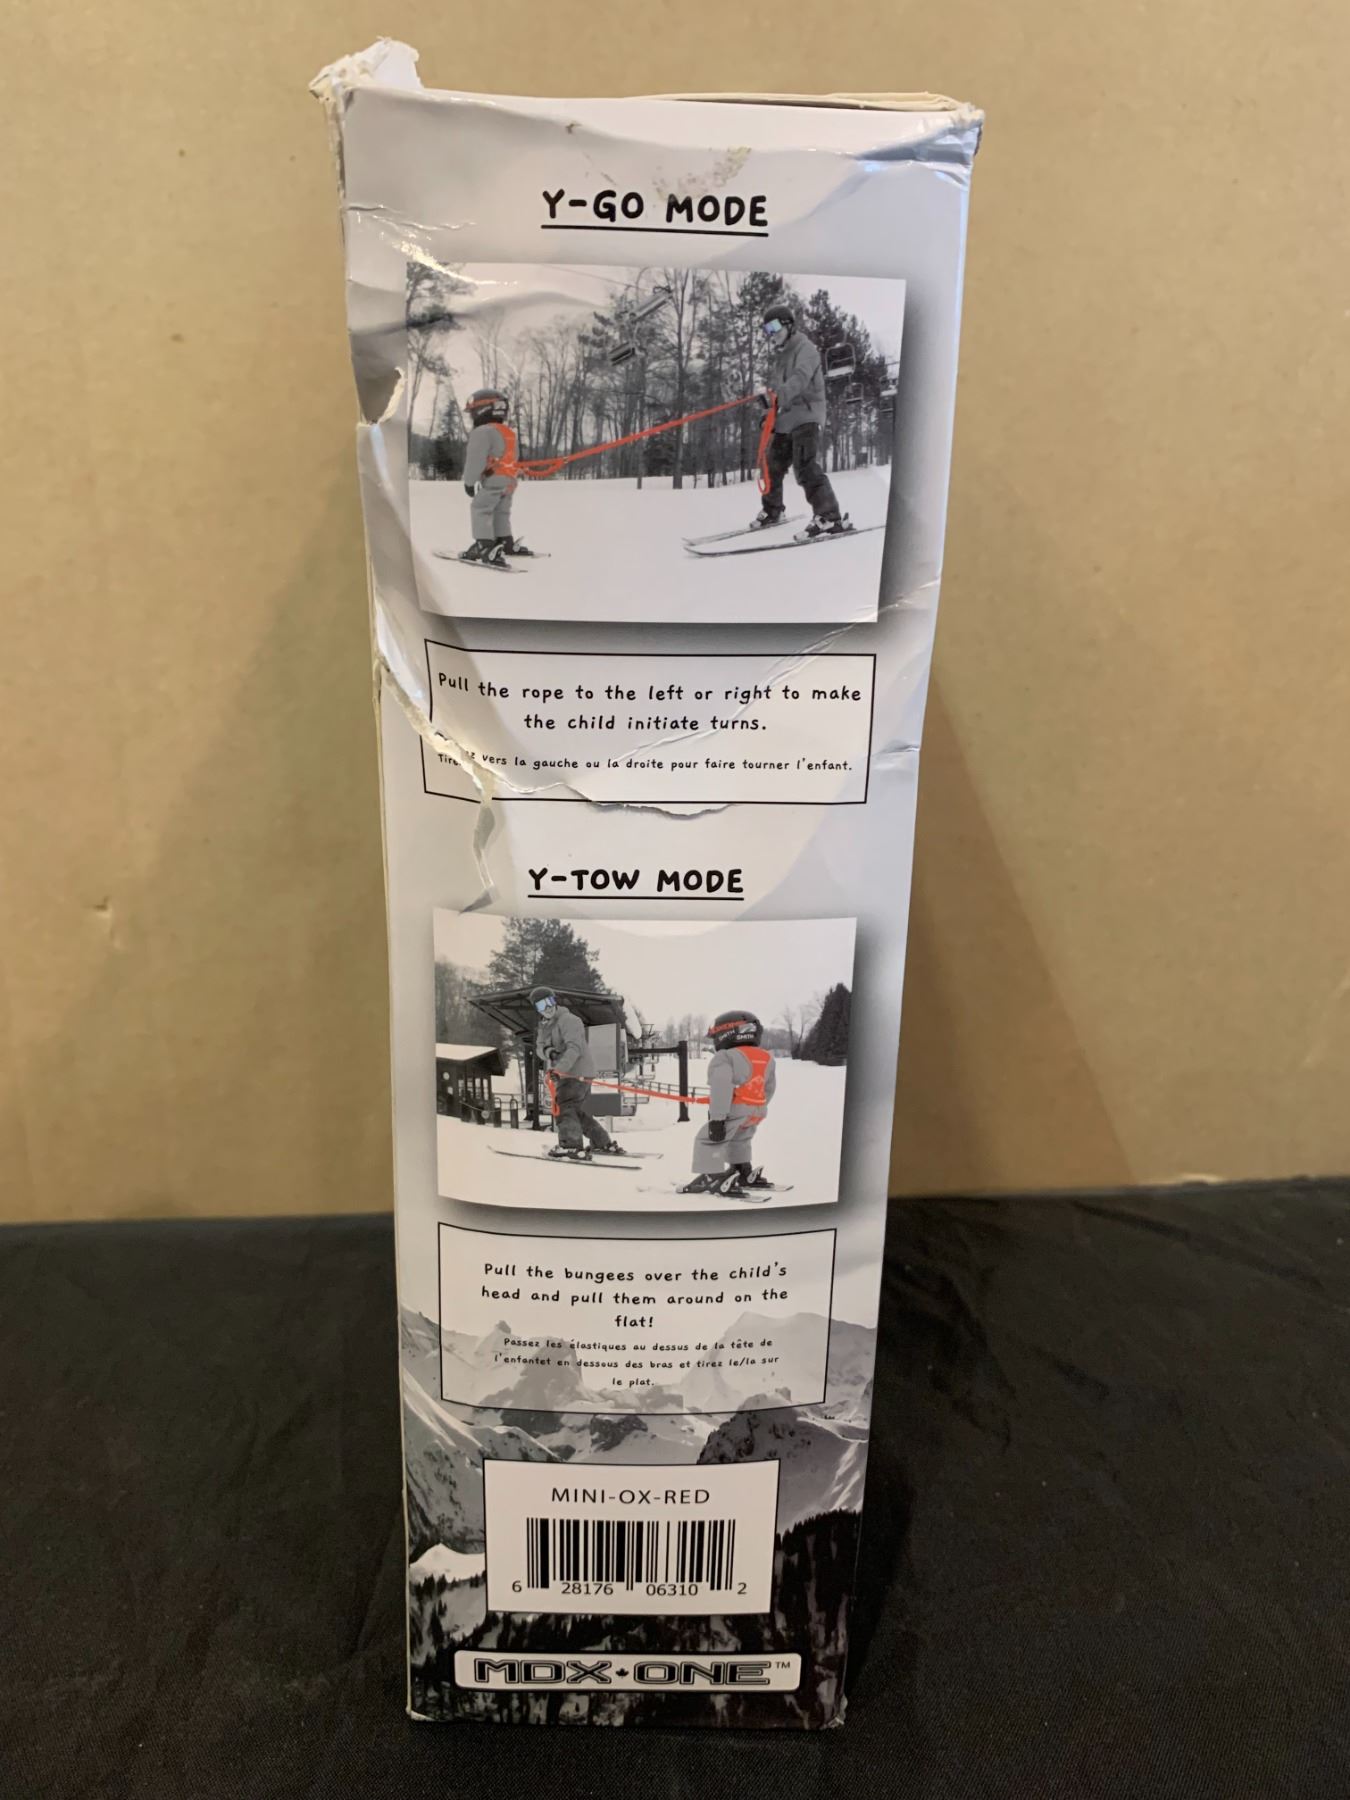 Y-GO MODE
Pull the rope to the left or right to make
the child initiate turns.
vers la gauche ou la droite pour faire tourner l'enfant.
Y-TOW MODE
SMITH
SMITH
Pull the bungees over the child's
head and pull them around on the
flat!
Passez les élastiques au dessus de la tête de
l'enfantet en dessous des bras et tirez le/la sur
le plat.
MINI-OX-RED
6 28176 06310 2
MDX ONE™